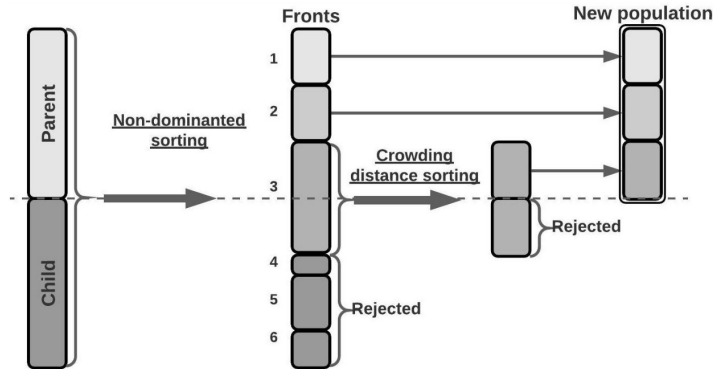 Fronts
New population
Parent
Child
Non-dominanted
sorting
1
2
3
4
5
6
Crowding
distance sorting
Rejected
Rejected